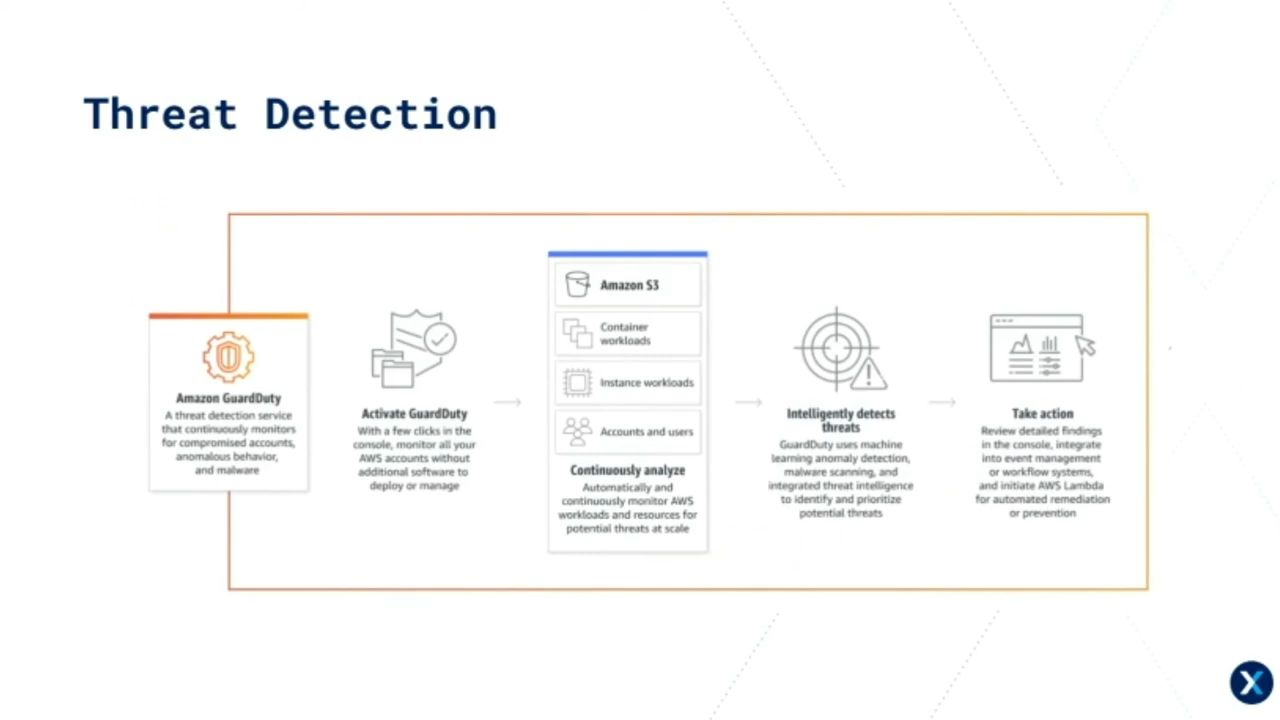 Threat Detection
Amazon GuardDuty
A threat detection service
that continuously monitors
for compromised accounts,
anomalous behavior,
and malware
Activate GuardDuty
With a few clicks in the
console, monitor all your
AWS accounts without
additional software to
deploy or manage
Amazon S3
Container
workloads
Instance workloads
Accounts and users
Continuously analyze
Automatically and
continuously monitor AWS
workloads and resources for
potential threats at scale
Intelligently detects
threats
GuardDuty uses machine
learning anomaly detection,
malware scanning, and
integrated threat intelligence
to identify and prioritize
potential threats
Take action
Review detailed findings
in the console, integrate
into event management
or workflow systems,
and initiate AWS Lambda
for automated remediation
or prevention
X